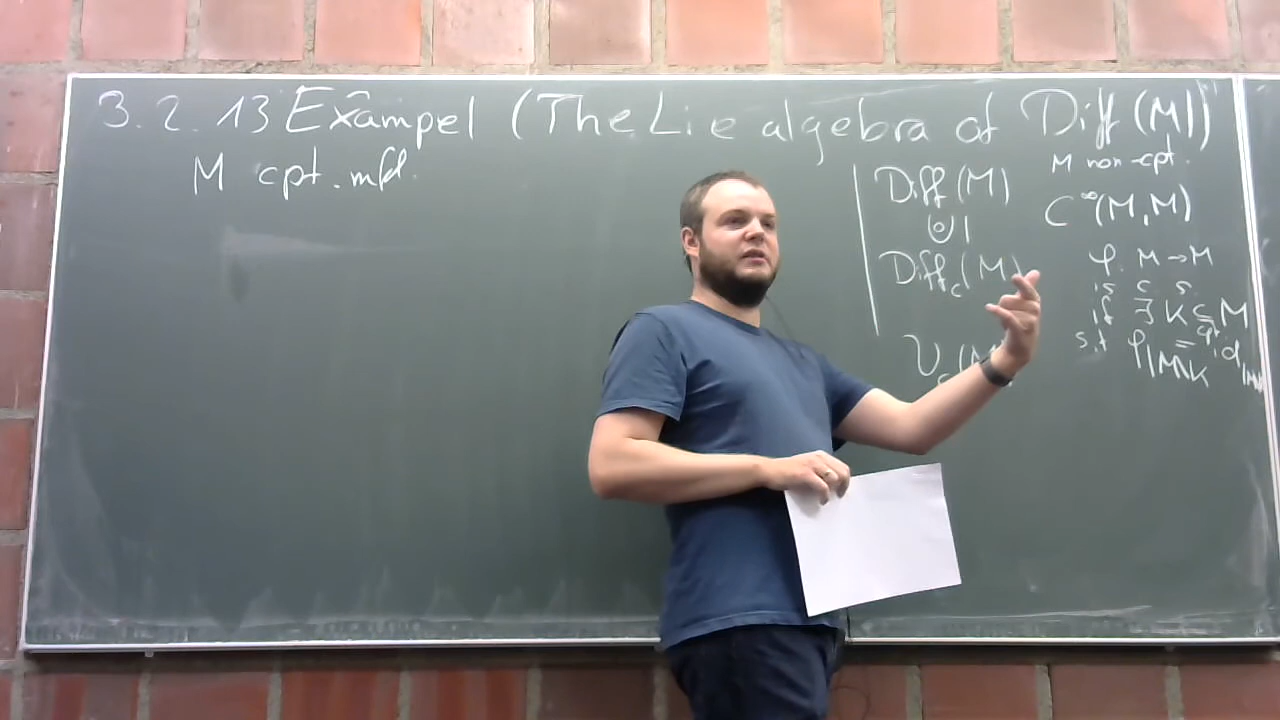 3.2.13 Exampel (The Lie algebra of Diff(M))
M cpt. mfd.
Diff(M)
∪|
Diff_c(M)
M non-cpt.
C^∞(M,M)
φ: M → M
is c s.
if ∃ K ⊆ M
s.t φ|M\K = id